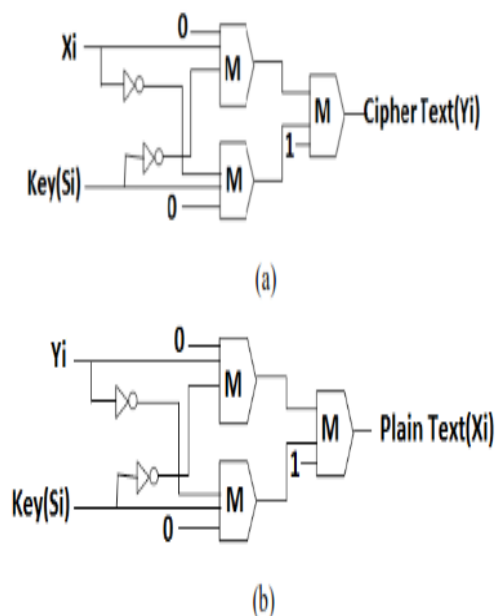 0
Xi
M
M
Cipher Text(Yi)
1
M
Key(Si)
0
(a)
0
Yi
M
M
Plain Text(Xi)
1
M
Key(Si)
0
(b)